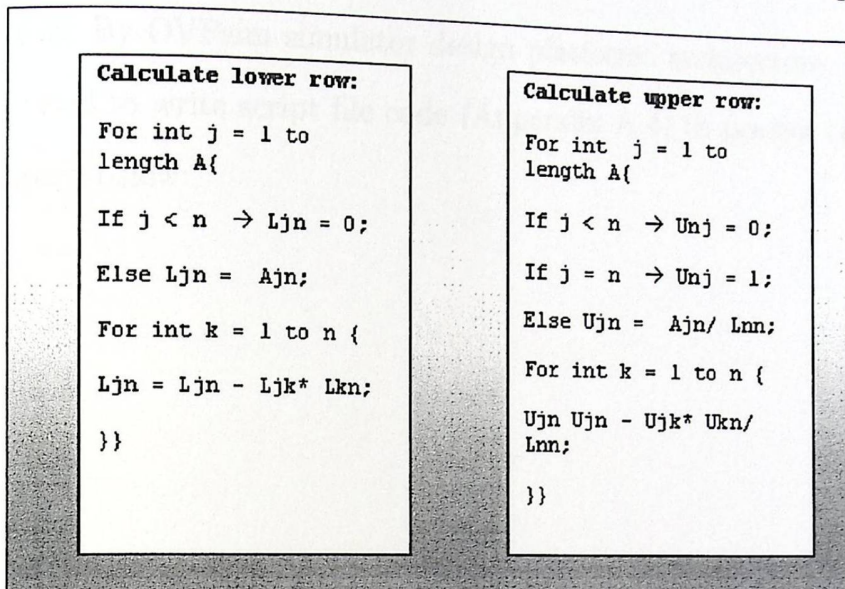 Calculate lower row:
For int j = 1 to
length A{
If j < n → Ljn = 0;
Else Ljn = Ajn;
For int k = 1 to n {
Ljn = Ljn - Ljk* Lkn;
}}
Calculate upper row:
For int j = 1 to
length A{
If j < n → Unj = 0;
If j = n → Unj = 1;
Else Ujn = Ajn/ Lnn;
For int k = 1 to n {
Ujn Ujn - Ujk* Ukn/
Lnn;
}}